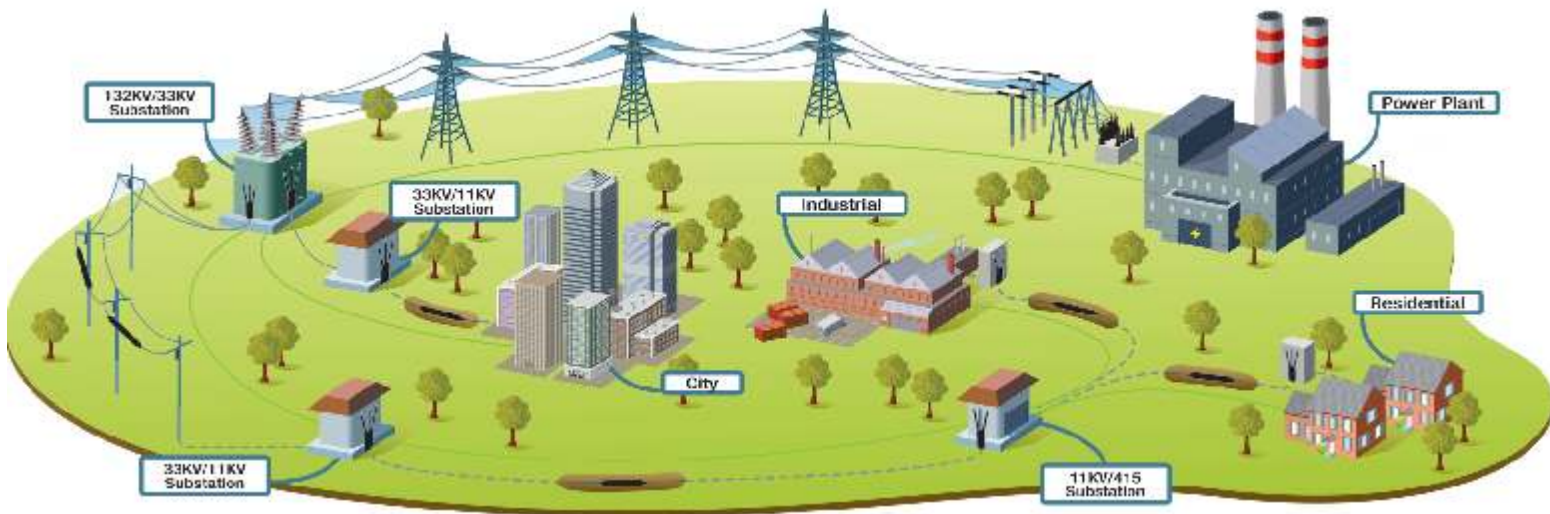 132KV/33KV
Substation
Power Plant
33KV/11KV
Substation
Industrial
Residential
City
33KV/11KV
Substation
11KV/415
Substation